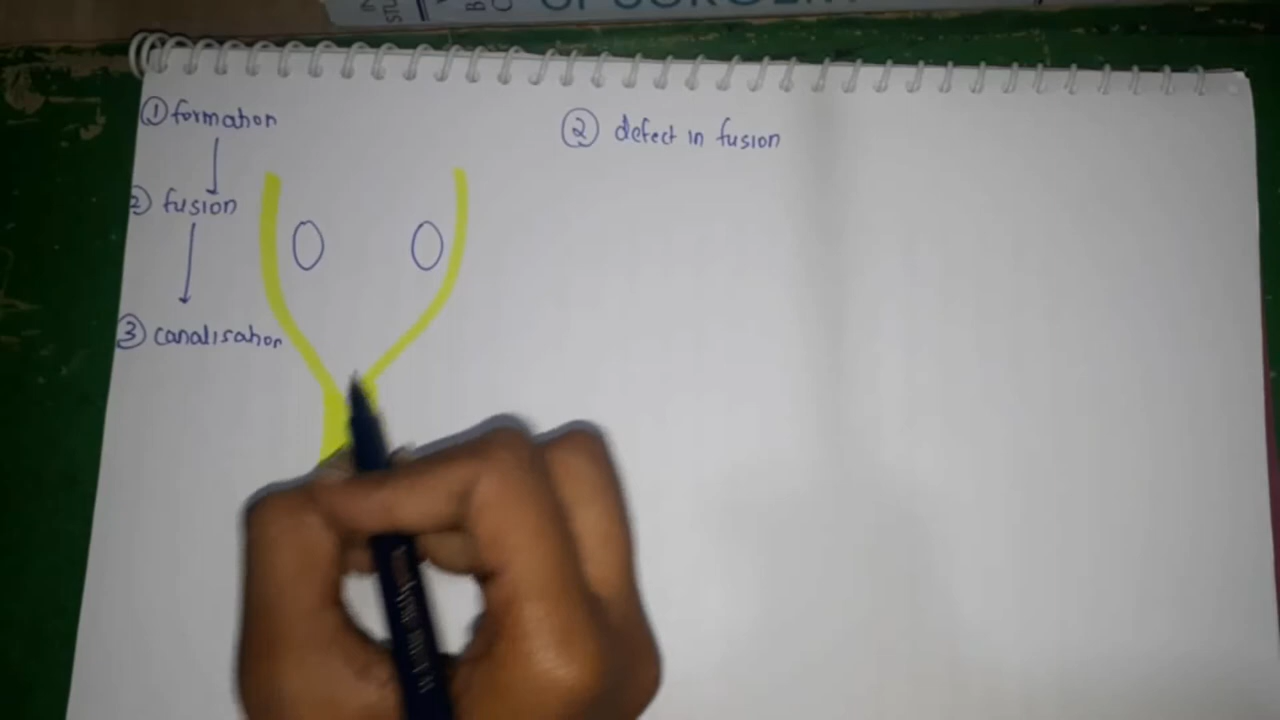 ① formation
② fusion
③ canalisation
② defect in fusion